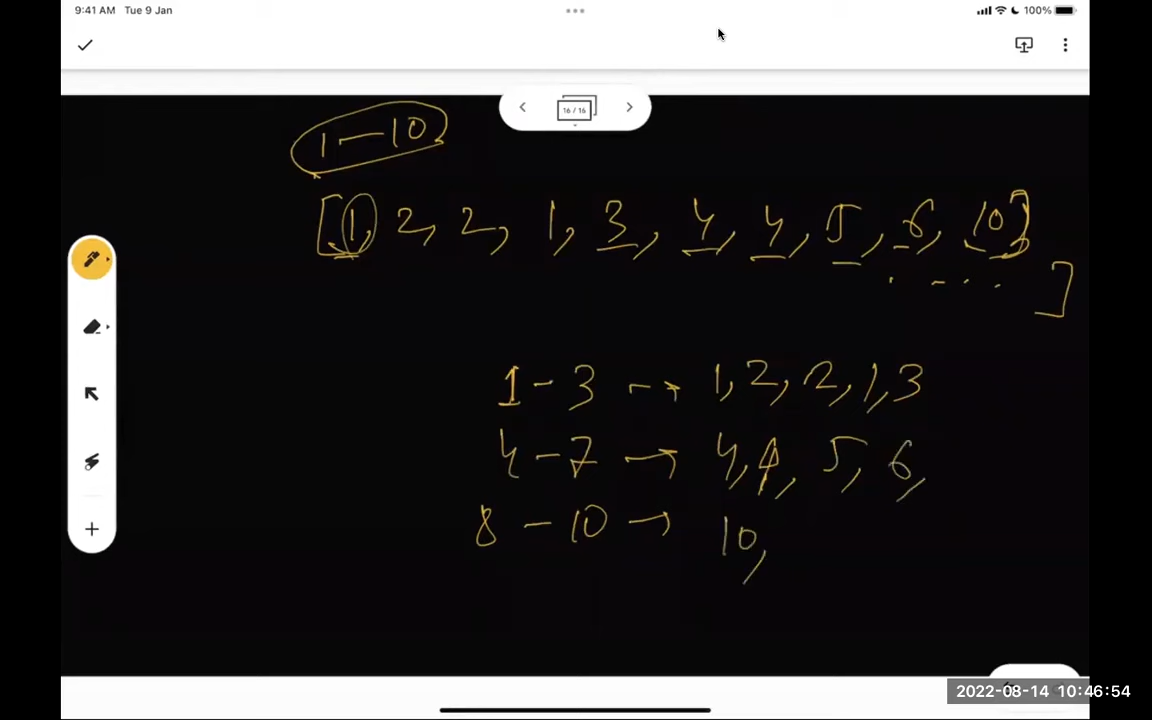 9:41 AM Tue 9 Jan 100%
16 / 16
1 — 10
[1, 2, 2, 1, 3, 4, 4, 5, 6, 10]
. - . . ]
1 - 3 → 1, 2, 2, 1, 3
4 - 7 → 4, 4, 5, 6,
8 - 10 → 10,
2022-08-14 10:46:54